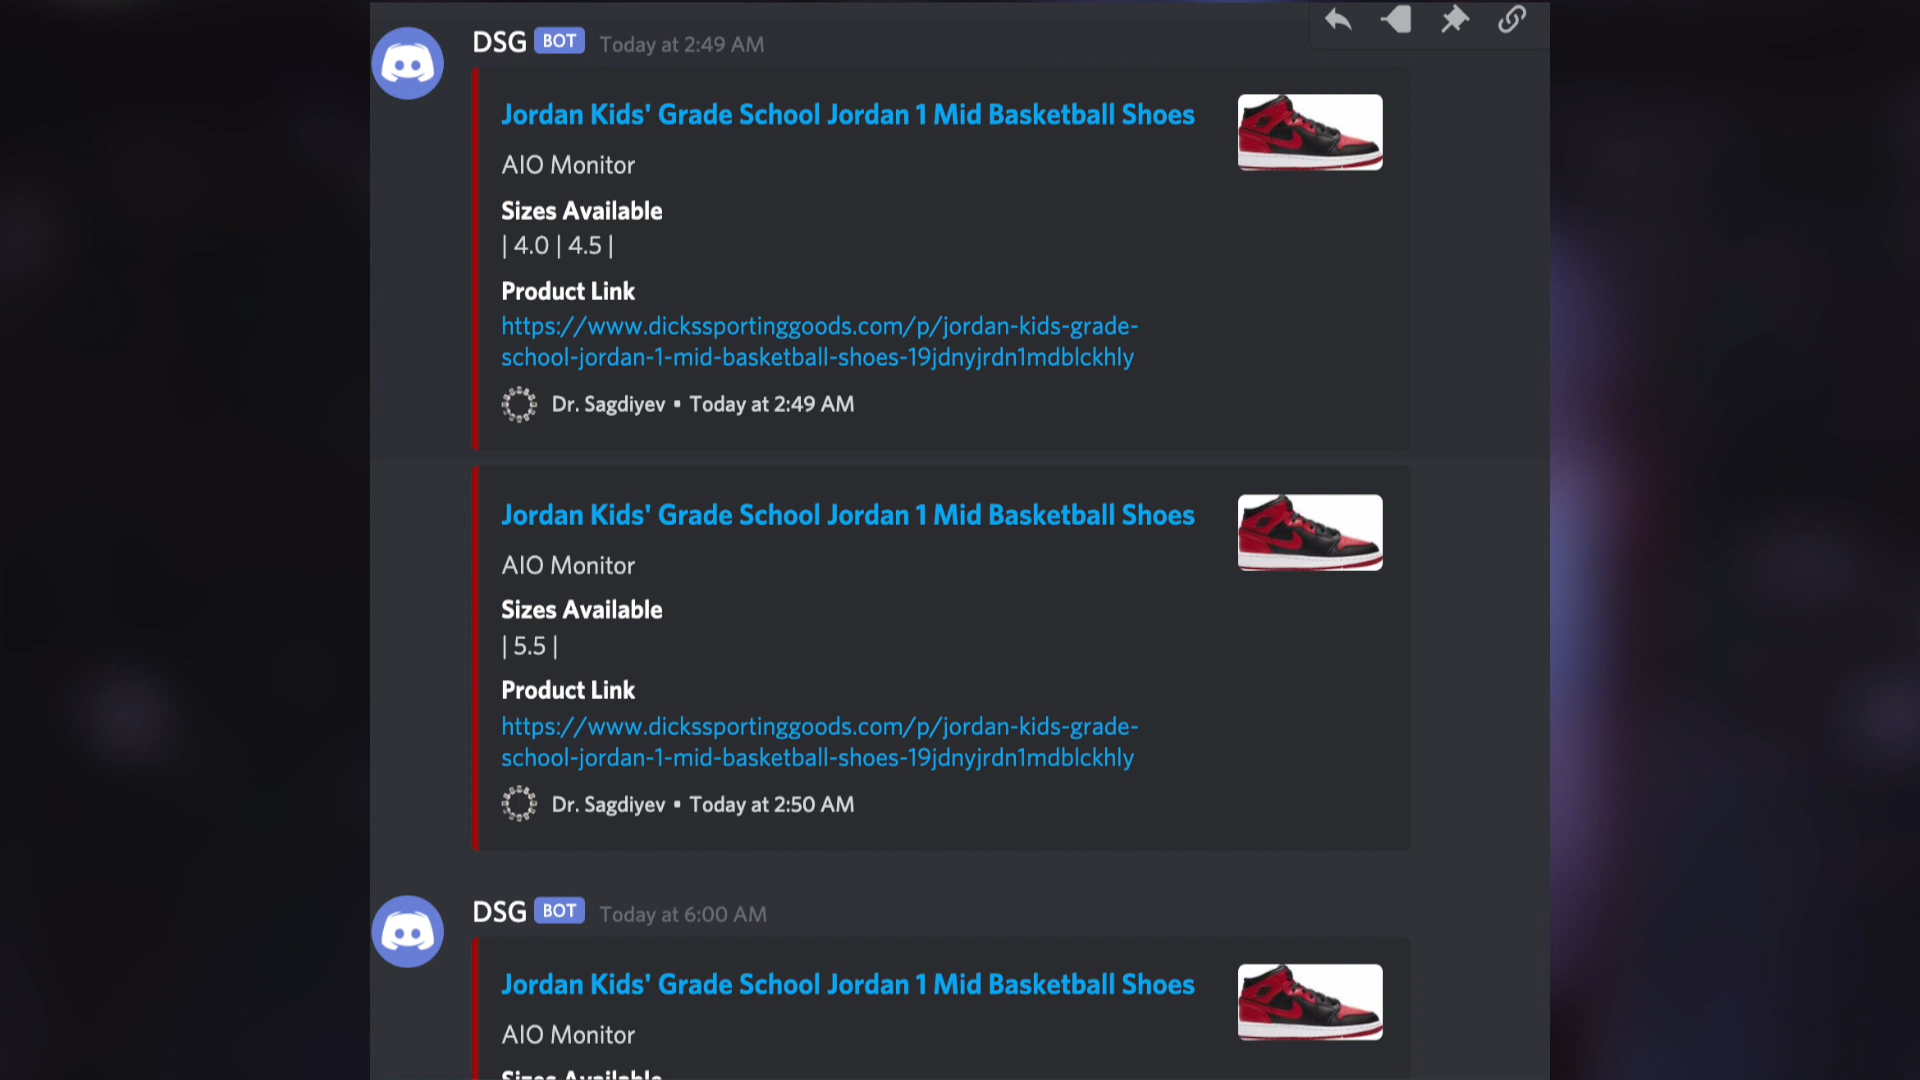 DSG BOT Today at 2:49 AM
Jordan Kids' Grade School Jordan 1 Mid Basketball Shoes
AIO Monitor
Sizes Available
| 4.0 | 4.5 |
Product Link
https://www.dickssportinggoods.com/p/jordan-kids-grade-
school-jordan-1-mid-basketball-shoes-19jdnyjrdn1mdblckhly
Dr. Sagdiyev • Today at 2:49 AM
Jordan Kids' Grade School Jordan 1 Mid Basketball Shoes
AIO Monitor
Sizes Available
| 5.5 |
Product Link
https://www.dickssportinggoods.com/p/jordan-kids-grade-
school-jordan-1-mid-basketball-shoes-19jdnyjrdn1mdblckhly
Dr. Sagdiyev • Today at 2:50 AM
DSG BOT Today at 6:00 AM
Jordan Kids' Grade School Jordan 1 Mid Basketball Shoes
AIO Monitor
Sizes Available